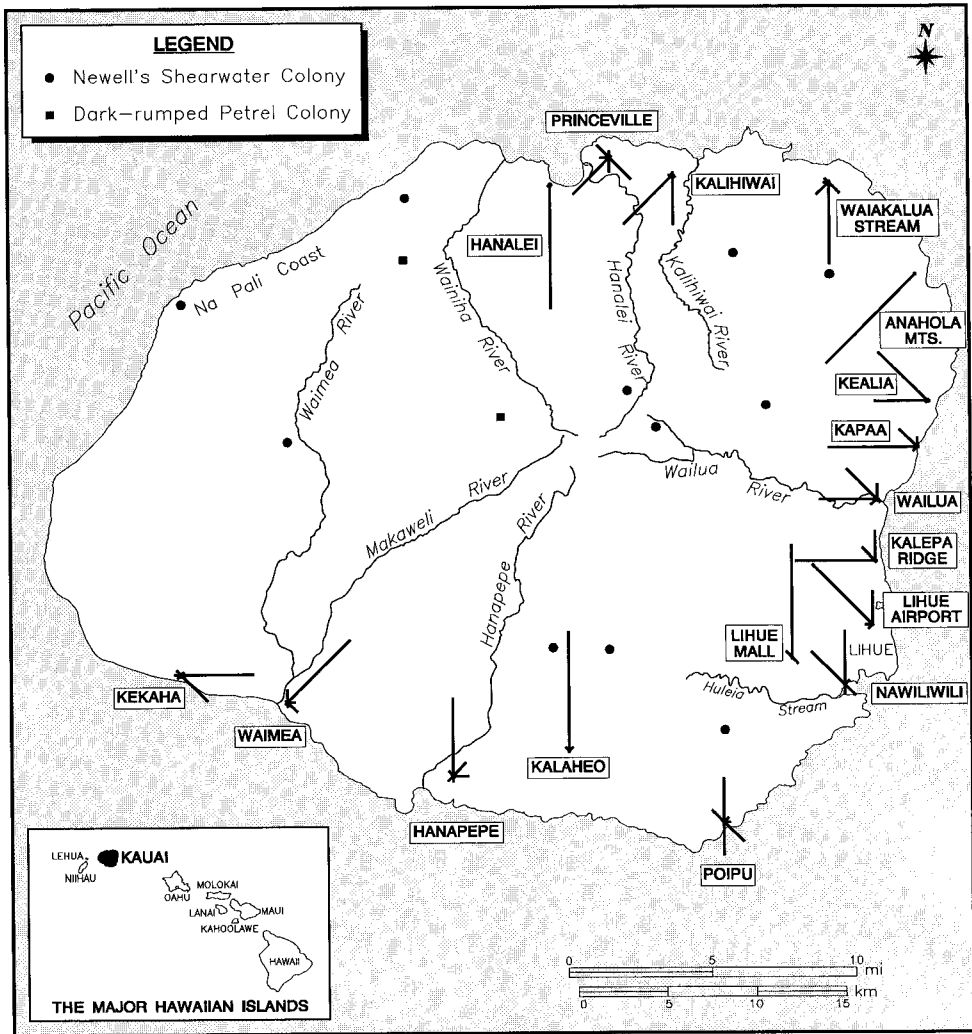 LEGEND
Newell's Shearwater Colony
Dark-rumped Petrel Colony
N
PRINCEVILLE
KALIHIWAI
WAIAKALUA
STREAM
HANALEI
Pacific Ocean
Na Pali Coast
Wainiha
River
Hanalei
River
Kalihiwai
River
Waimea
River
ANAHOLA
MTS.
KEALIA
KAPAA
Wailua
River
WAILUA
Makaweli
River
Hanapepe
River
KALEPA
RIDGE
LIHUE
AIRPORT
LIHUE
MALL
LIHUE
NAWILIWILI
Huleia
Stream
KEKAHA
WAIMEA
KALAHEO
HANAPEPE
POIPU
LEHUA
NIIHAU
KAUAI
OAHU
MOLOKAI
LANAI
MAUI
KAHOOLAWE
HAWAII
THE MAJOR HAWAIIAN ISLANDS
0 5 10 mi
0 5 10 15 km